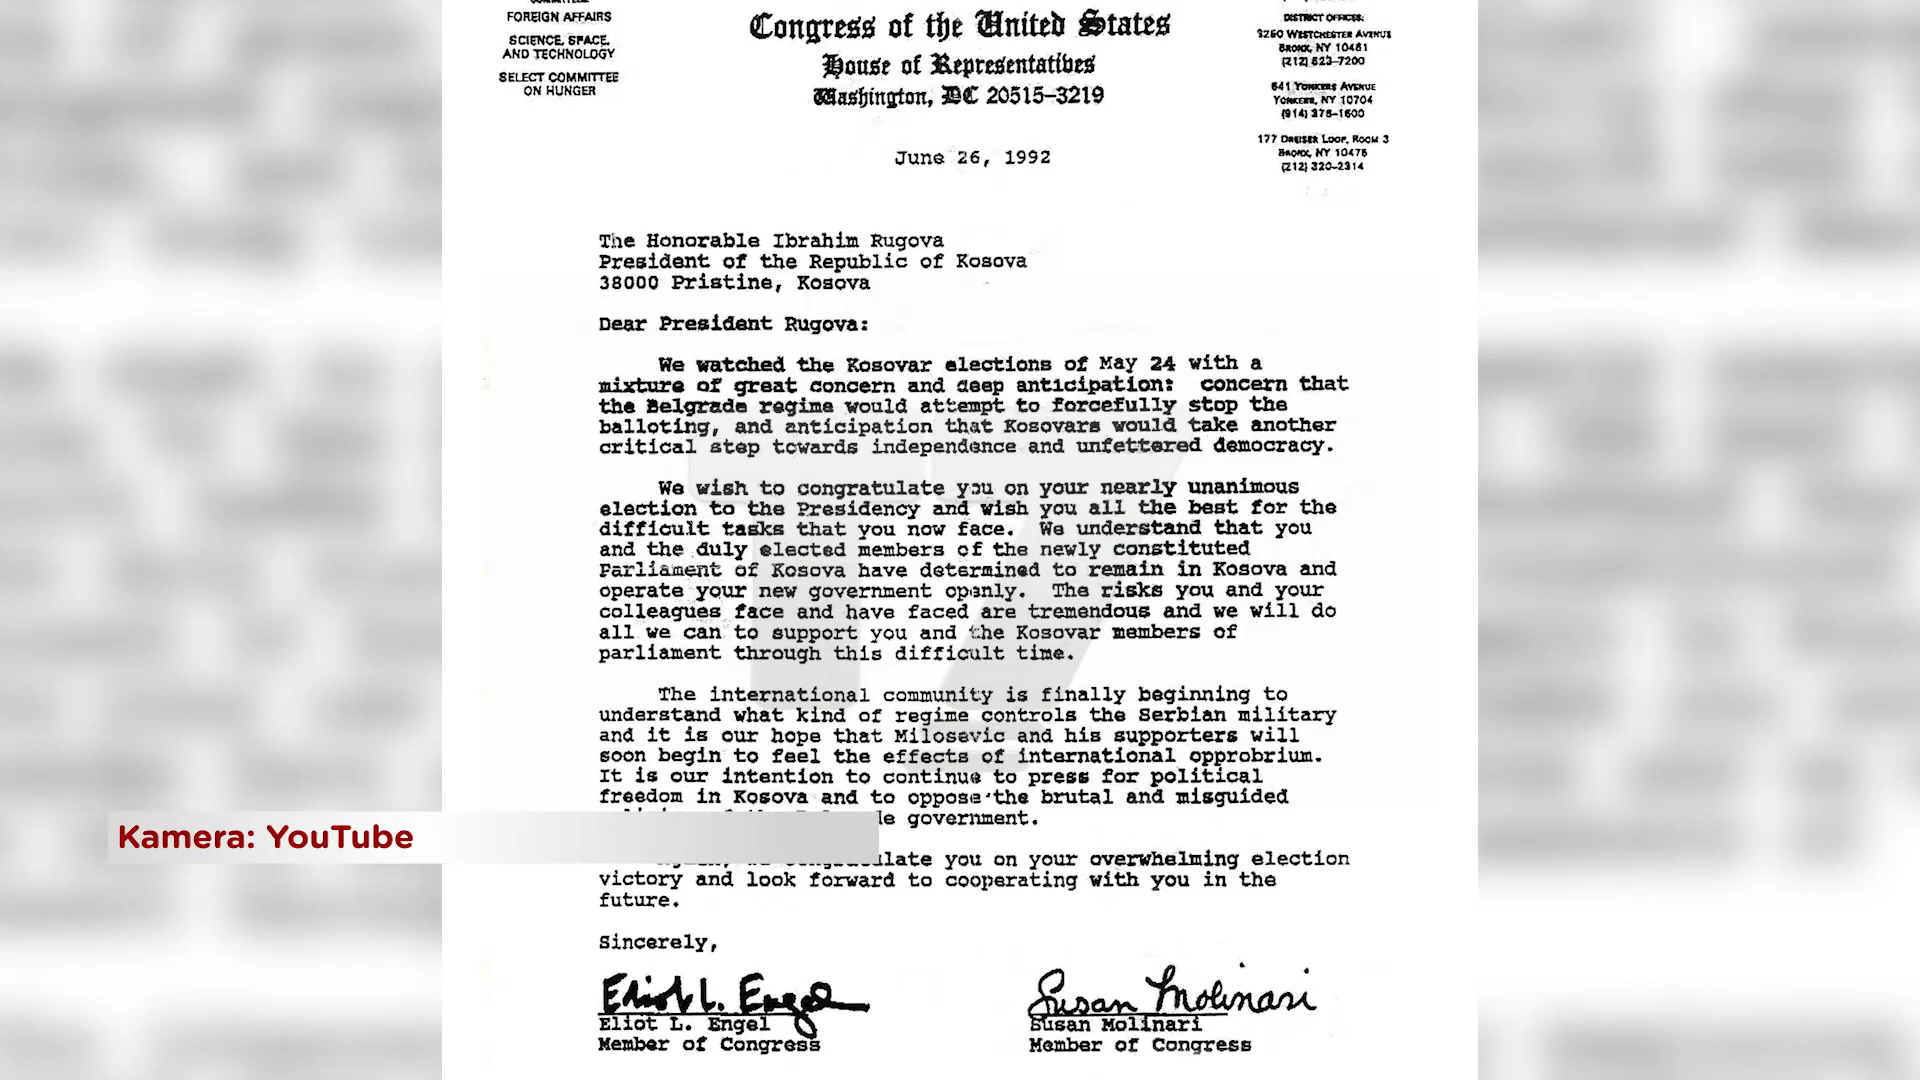 FOREIGN AFFAIRS
SCIENCE, SPACE,
AND TECHNOLOGY
SELECT COMMITTEE
ON HUNGER
Congress of the United States
House of Representatives
Washington, DC 20515-3219
June 26, 1992
DISTRICT OFFICES:
3250 WESTCHESTER AVENUE
BRONX, NY 10461
(212) 823-7200
641 YONKERS AVENUE
YONKERS, NY 10704
(914) 375-1600
177 DREISER LOOP, ROOM 3
BRONX, NY 10475
(212) 320-2314
The Honorable Ibrahim Rugova
President of the Republic of Kosova
38000 Pristine, Kosova
Dear President Rugova:
We watched the Kosovar elections of May 24 with a
mixture of great concern and deep anticipation: concern that
the Belgrade regime would attempt to forcefully stop the
balloting, and anticipation that Kosovars would take another
critical step towards independence and unfettered democracy.
We wish to congratulate you on your nearly unanimous
election to the Presidency and wish you all the best for the
difficult tasks that you now face. We understand that you
and the duly elected members of the newly constituted
Parliament of Kosova have determined to remain in Kosova and
operate your new government openly. The risks you and your
colleagues face and have faced are tremendous and we will do
all we can to support you and the Kosovar members of
parliament through this difficult time.
The international community is finally beginning to
understand what kind of regime controls the Serbian military
and it is our hope that Milosevic and his supporters will
soon begin to feel the effects of international opprobrium.
It is our intention to continue to press for political
freedom in Kosova and to oppose the brutal and misguided
government.
Kamera: YouTube
you on your overwhelming election
victory and look forward to cooperating with you in the
future.
Sincerely,
Eliot L. Engel
Susan Molinari
Eliot L. Engel
Member of Congress
Susan Molinari
Member of Congress